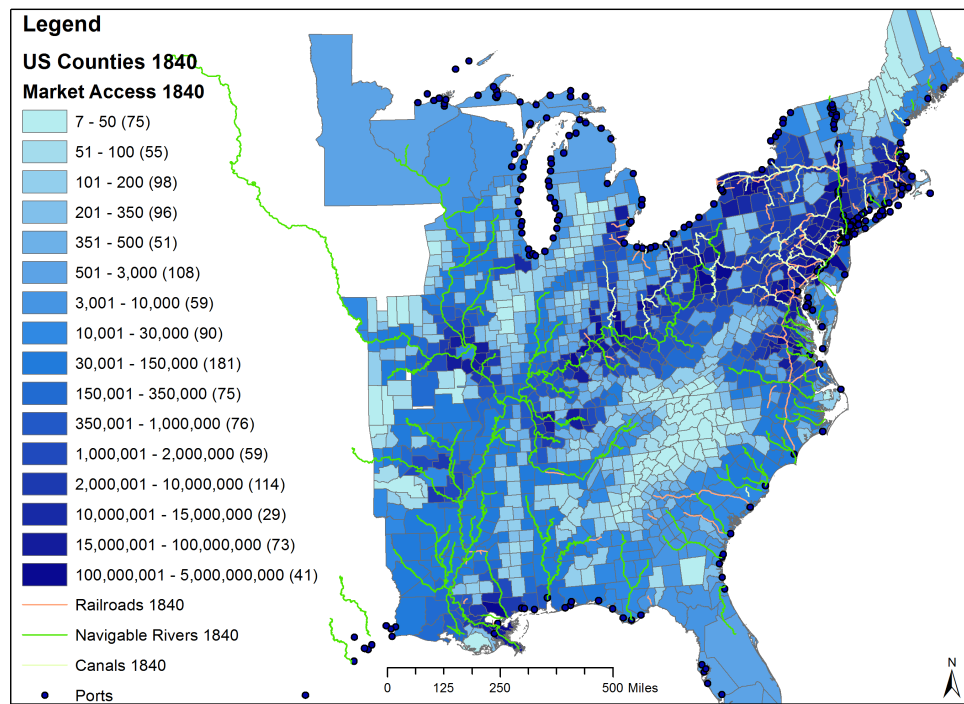 Legend
US Counties 1840
Market Access 1840
7 - 50 (75)
51 - 100 (55)
101 - 200 (98)
201 - 350 (96)
351 - 500 (51)
501 - 3,000 (108)
3,001 - 10,000 (59)
10,001 - 30,000 (90)
30,001 - 150,000 (181)
150,001 - 350,000 (75)
350,001 - 1,000,000 (76)
1,000,001 - 2,000,000 (59)
2,000,001 - 10,000,000 (114)
10,000,001 - 15,000,000 (29)
15,000,001 - 100,000,000 (73)
100,000,001 - 5,000,000,000 (41)
Railroads 1840
Navigable Rivers 1840
Canals 1840
Ports
0 125 250 500 Miles
N